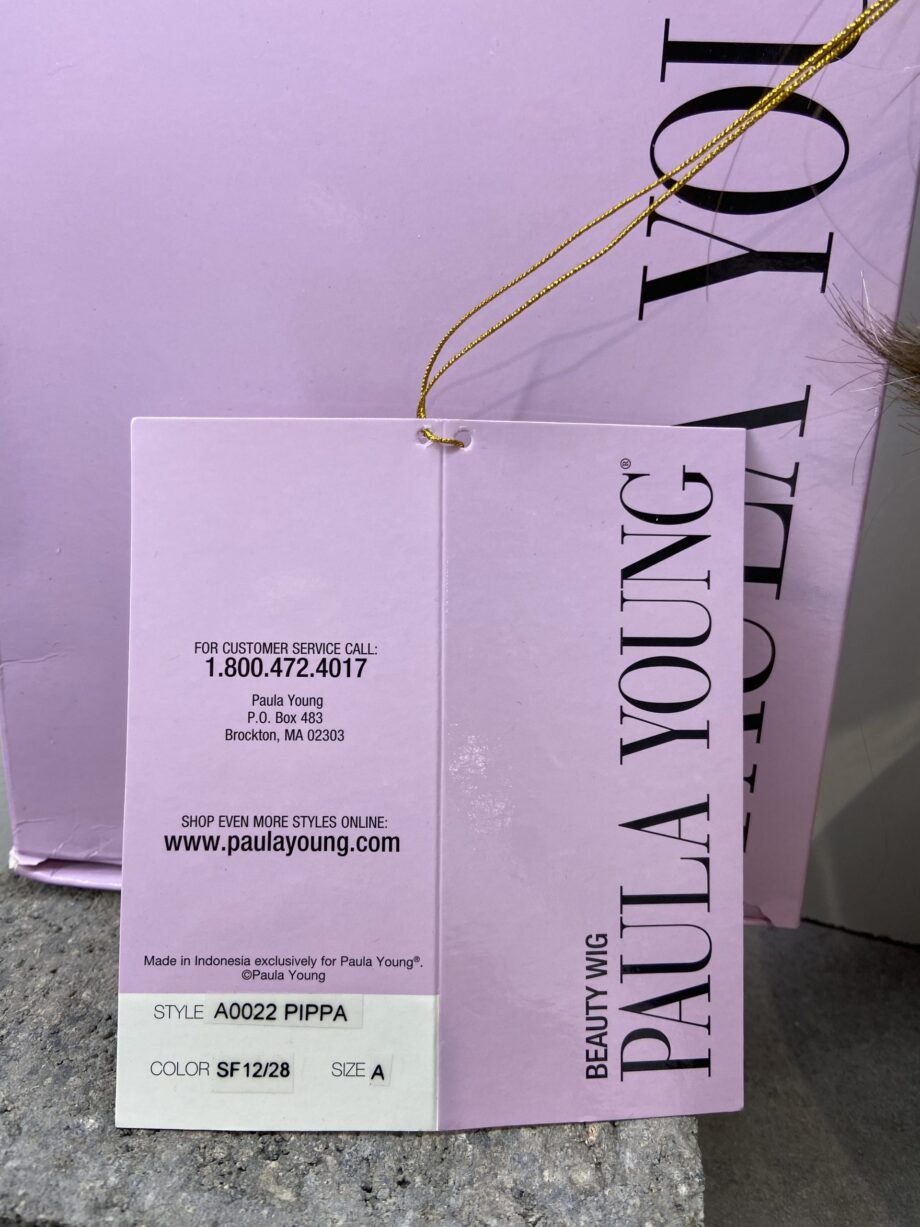 FOR CUSTOMER SERVICE CALL:
1.800.472.4017
Paula Young
P.O. Box 483
Brockton, MA 02303
SHOP EVEN MORE STYLES ONLINE:
www.paulayoung.com
Made in Indonesia exclusively for Paula Young®.
©Paula Young
STYLE A0022 PIPPA
COLOR SF12/28 SIZE A
BEAUTY WIG
PAULA YOUNG®
PAULA YOU